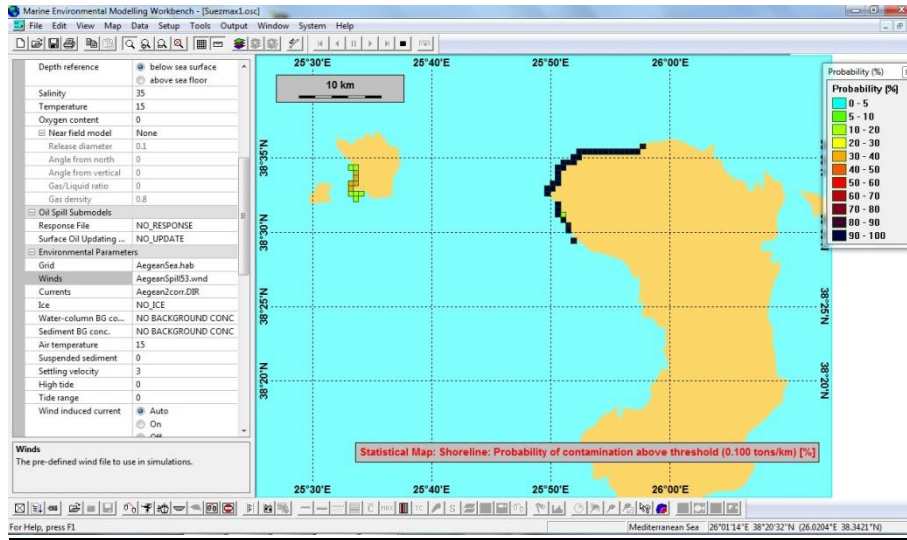 Marine Environmental Modelling Workbench - [Suezmax1.osc]
File Edit View Map Data Setup Tools Output Window System Help
Depth reference below sea surface
above sea floor
Salinity 35
Temperature 15
Oxygen content 0
Near field model None
Release diameter 0.1
Angle from north 0
Angle from vertical 0
Gas/Liquid ratio 0
Gas density 0.8
Oil Spill Submodels
Response File NO_RESPONSE
Surface Oil Updating ... NO_UPDATE
Environmental Parameters
Grid AegeanSea.hab
Winds AegeanSpill53.wnd
Currents Aegean2corr.DIR
Ice NO_ICE
Water-column BG co... NO BACKGROUND CONC
Sediment BG conc. NO BACKGROUND CONC
Air temperature 15
Suspended sediment 0
Settling velocity 3
High tide 0
Tide range 0
Wind induced current Auto
On
Off
Winds
The pre-defined wind file to use in simulations.
25°30'E 25°40'E 25°50'E 26°00'E
10 km
38°35'N
38°30'N
38°25'N 38°25'N
38°20'N 38°20'N
Statistical Map: Shoreline: Probability of contamination above threshold (0.100 tons/km) [%]
25°30'E 25°40'E 25°50'E 26°00'E
Probability (%)
Probability [%]
0 - 5
5 - 10
10 - 20
20 - 30
30 - 40
40 - 50
50 - 60
60 - 70
70 - 80
80 - 90
90 - 100
TC S
For Help, press F1 Mediterranean Sea 26°01'14"E 38°20'32"N (26.0204°E 38.3421°N)